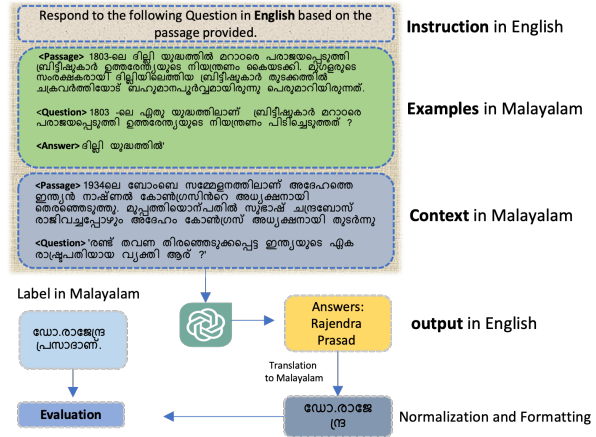 Respond to the following Question in English based on the
passage provided.
Instruction in English
<Passage> 1803-ലെ ദില്ലി യുദ്ധത്തിൽ മറാഠരെ പരാജയപ്പെടുത്തി
ബ്രിട്ടീഷുകാർ ഉത്തരേന്ത്യയുടെ നിയന്ത്രണം കൈയടക്കി. മുഗളരുടെ
സംരക്ഷകരായി ദില്ലിയിലെത്തിയ ബ്രിട്ടീഷുകാർ തുടക്കത്തിൽ
ചക്രവർത്തിയോട് ബഹുമാനപൂർവ്വമായിരുന്നു പെരുമാറിയിരുന്നത്.
<Question> 1803 -ലെ ഏതു യുദ്ധത്തിലാണ് ബ്രിട്ടീഷുകാർ മറാഠരെ
പരാജയപ്പെടുത്തി ഉത്തരേന്ത്യയുടെ നിയന്ത്രണം പിടിച്ചെടുത്തത് ?
<Answer> ദില്ലി യുദ്ധത്തിൽ'
Examples in Malayalam
<Passage> 1934ലെ ബോംബെ സമ്മേളനത്തിലാണ് അദേഹത്തെ
ഇന്ത്യൻ നാഷ്ണൽ കോൺഗ്രസിൻറെ അധ്യക്ഷനായി
തെരഞ്ഞെടുത്തു. മുപ്പത്തിയൊന്പതിൽ സുഭാഷ് ചന്ദ്രബോസ്
രാജിവച്ചപ്പോഴും അദേഹം കോൺഗ്രസ് അധ്യക്ഷനായി തുടർന്നു
<Question> 'രണ്ട് തവണ തിരഞ്ഞെടുക്കപ്പെട്ട ഇന്ത്യയുടെ ഏക
രാഷ്ട്രപതിയായ വ്യക്തി ആര് ?'
Context in Malayalam
Label in Malayalam
ഡോ.രാജേന്ദ്ര
പ്രസാദാണ്.
Answers:
Rajendra
Prasad
output in English
Translation
to Malayalam
Evaluation
ഡോ.രാജേ
ന്ദ്ര
Normalization and Formatting